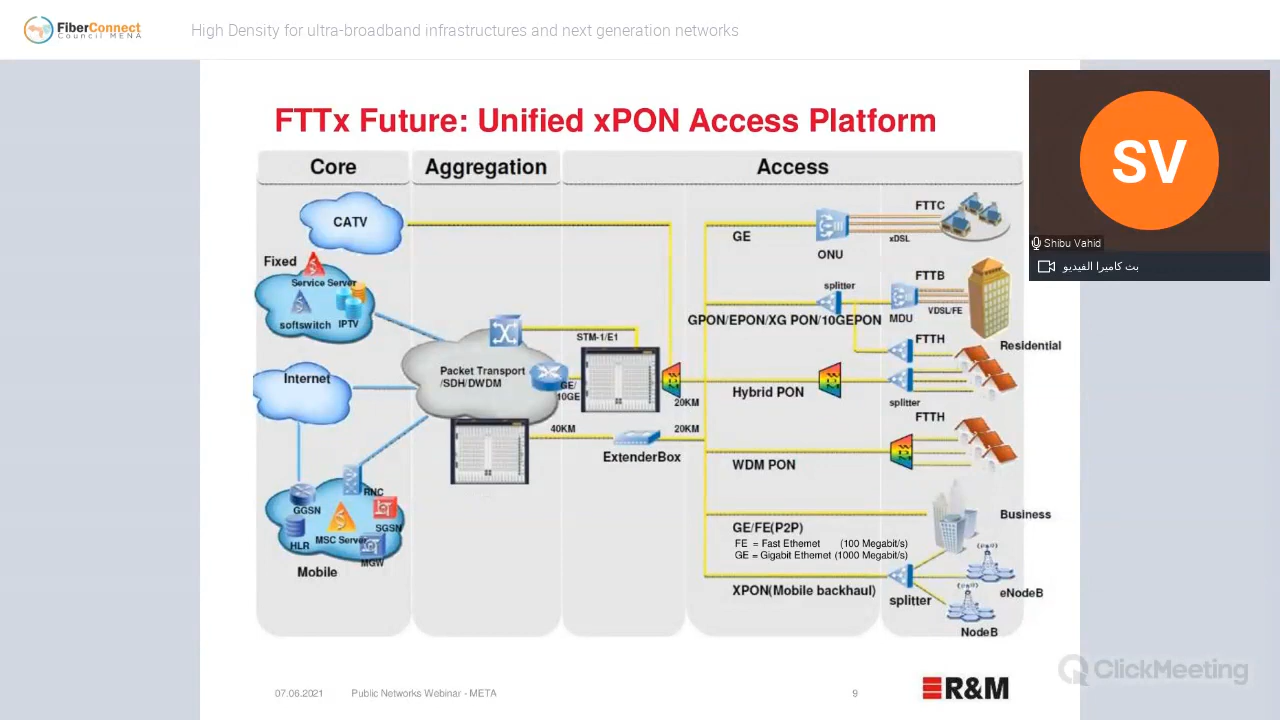 FiberConnect
Council MENA
High Density for ultra-broadband infrastructures and next generation networks
FTTx Future: Unified xPON Access Platform
Core
Aggregation
Access
CATV
Fixed
Service Server
softswitch
IPTV
Internet
RNC
GGSN
SGSN
HLR
MSC Server
MGW
Mobile
Packet Transport
/SDH/DWDM
STM-1/E1
GE/
10GE
40KM
20KM
20KM
ExtenderBox
GE
ONU
FTTC
xDSL
splitter
FTTB
MDU
VDSL/FE
GPON/EPON/XG PON/10GEPON
FTTH
Residential
Hybrid PON
splitter
FTTH
WDM PON
GE/FE(P2P)
FE = Fast Ethernet (100 Megabit/s)
GE = Gigabit Ethernet (1000 Megabit/s)
Business
XPON(Mobile backhaul)
splitter
eNodeB
NodeB
07.06.2021
Public Networks Webinar - META
9
R&M
SV
Shibu Vahid
بث كاميرا الفيديو
ClickMeeting